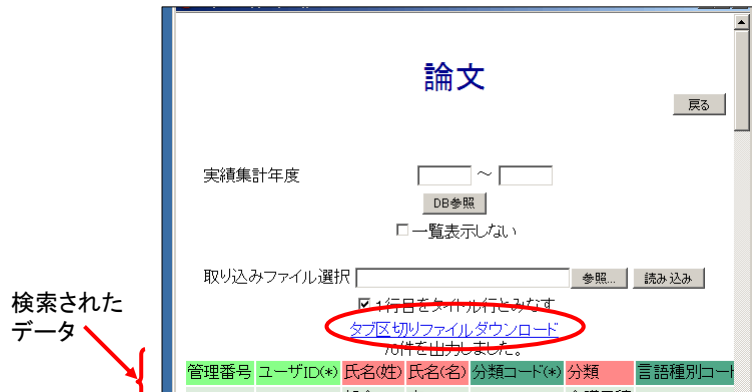 論文
戻る
実績集計年度 ～
DB参照
一覧表示しない
取り込みファイル選択 参照... 読み込み
1行目をタイトル行とみなす
タブ区切りファイルダウンロード
70件を出力しました。
検索された
データ
管理番号 ユーザID(*) 氏名(姓) 氏名(名) 分類コード(*) 分類 言語種別コード